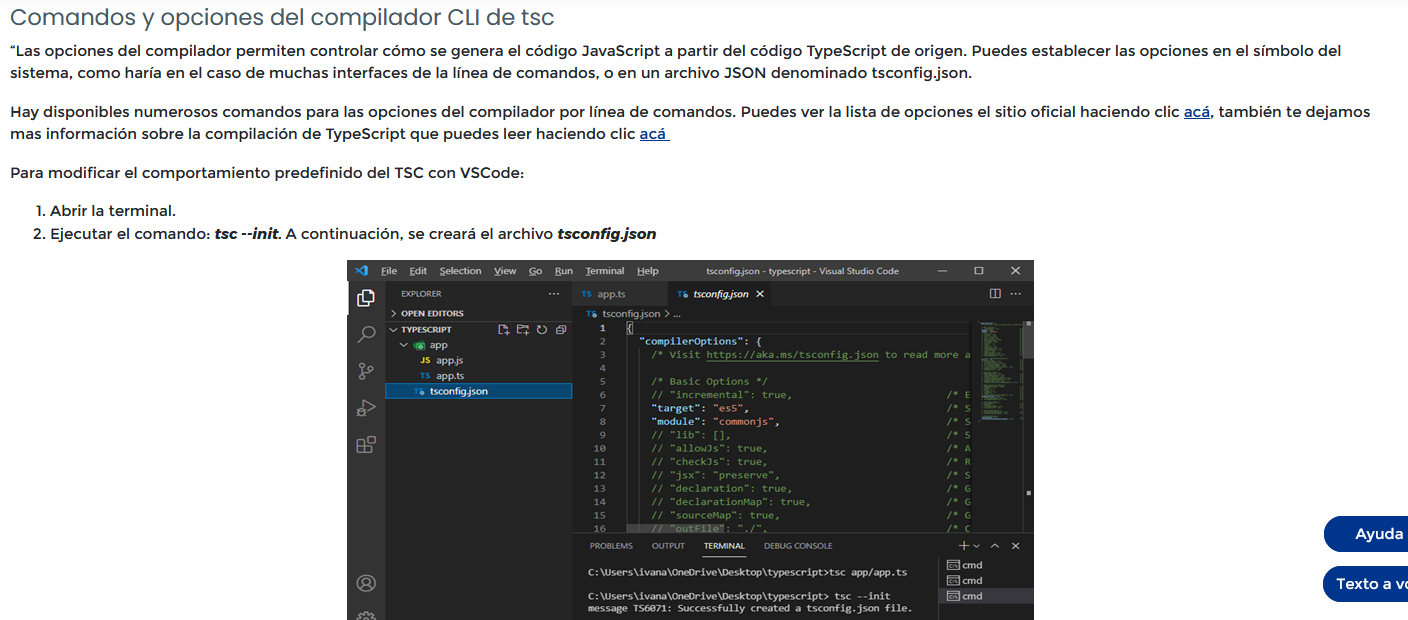 Comandos y opciones del compilador CLI de tsc
“Las opciones del compilador permiten controlar cómo se genera el código JavaScript a partir del código TypeScript de origen. Puedes establecer las opciones en el símbolo del
sistema, como haría en el caso de muchas interfaces de la línea de comandos, o en un archivo JSON denominado tsconfig.json.
Hay disponibles numerosos comandos para las opciones del compilador por línea de comandos. Puedes ver la lista de opciones el sitio oficial haciendo clic acá, también te dejamos
mas información sobre la compilación de TypeScript que puedes leer haciendo clic acá
Para modificar el comportamiento predefinido del TSC con VSCode:
1. Abrir la terminal.
2. Ejecutar el comando: tsc --init. A continuación, se creará el archivo tsconfig.json
File Edit Selection View Go Run Terminal Help tsconfig.json - typescript - Visual Studio Code
EXPLORER
OPEN EDITORS
TYPESCRIPT
app
JS app.js
TS app.ts
tsconfig.json
TS app.ts
tsconfig.json
tsconfig.json > ...
1 {
2 "compilerOptions": {
3 /* Visit https://aka.ms/tsconfig.json to read more a
4
5 /* Basic Options */
6 // "incremental": true, /* E
7 "target": "es5", /* S
8 "module": "commonjs", /* S
9 // "lib": [], /* S
10 // "allowJs": true, /* A
11 // "checkJs": true, /* R
12 // "jsx": "preserve", /* S
13 // "declaration": true, /* G
14 // "declarationMap": true, /* G
15 // "sourceMap": true, /* G
16 // "outFile": "./", /* C
PROBLEMS OUTPUT TERMINAL DEBUG CONSOLE
C:\Users\ivana\OneDrive\Desktop\typescript>tsc app/app.ts
C:\Users\ivana\OneDrive\Desktop\typescript> tsc --init
message TS6071: Successfully created a tsconfig.json file.
cmd
cmd
cmd
Ayuda
Texto a vo